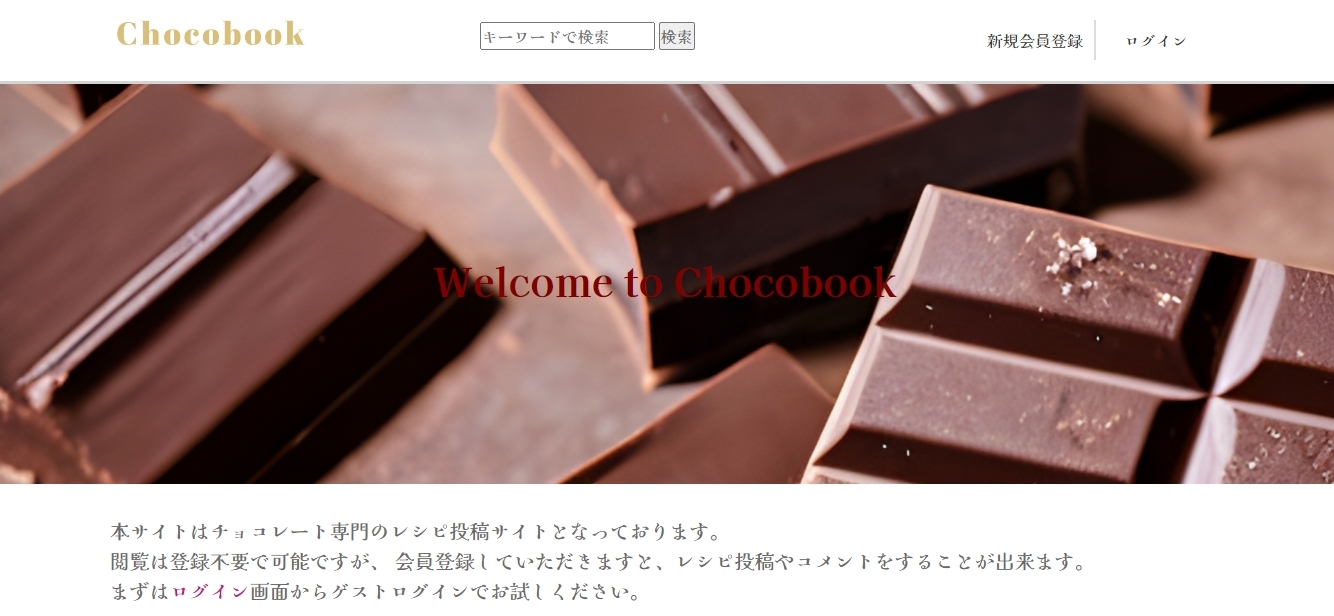 Chocobook
キーワードで検索
検索
新規会員登録
ログイン
Welcome to Chocobook
本サイトはチョコレート専門のレシピ投稿サイトとなっております。
閲覧は登録不要で可能ですが、 会員登録していただきますと、レシピ投稿やコメントをすることが出来ます。
まずはログイン画面からゲストログインでお試しください。